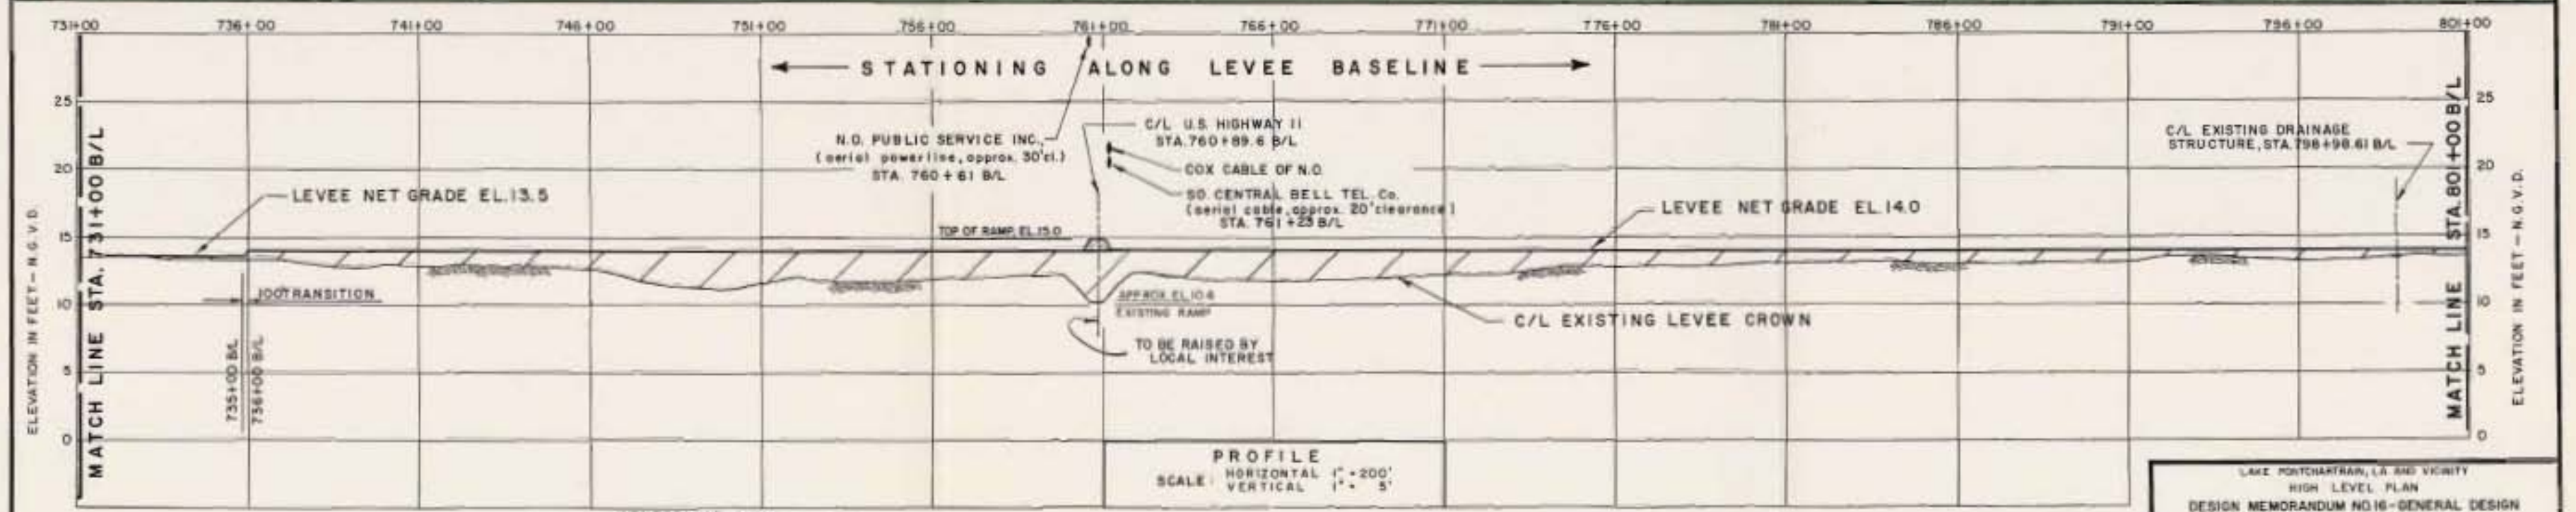 731+00 736+00 741+00 746+00 751+00 756+00 761+00 766+00 771+00 776+00 781+00 786+00 791+00 796+00 801+00
STATIONING ALONG LEVEE BASELINE
25
20
15
10
5
0
ELEVATION IN FEET - N.G.V.D.
MATCH LINE STA. 731+00 B/L
LEVEE NET GRADE EL. 13.5
100' TRANSITION
735+00 B/L
736+00 B/L
N.O. PUBLIC SERVICE INC.,
(aerial powerline, approx. 30'cl.)
STA. 760+61 B/L
C/L U.S. HIGHWAY 11
STA. 760+89.6 B/L
COX CABLE OF N.O.
SO. CENTRAL BELL TEL. Co.
(aerial cable, approx. 20' clearance)
STA. 761+23 B/L
TOP OF RAMP, EL. 15.0
APPROX. EL. 10.6
EXISTING RAMP
TO BE RAISED BY
LOCAL INTEREST
LEVEE NET GRADE EL. 14.0
C/L EXISTING LEVEE CROWN
C/L EXISTING DRAINAGE
STRUCTURE, STA. 798+98.61 B/L
MATCH LINE STA. 801+00 B/L
25
20
15
10
5
0
ELEVATION IN FEET - N.G.V.D.
PROFILE
SCALE: HORIZONTAL 1" = 200'
VERTICAL 1" = 5'
LAKE PONTCHARTRAIN, LA. AND VICINITY
HIGH LEVEL PLAN
DESIGN MEMORANDUM NO. 16 - GENERAL DESIGN